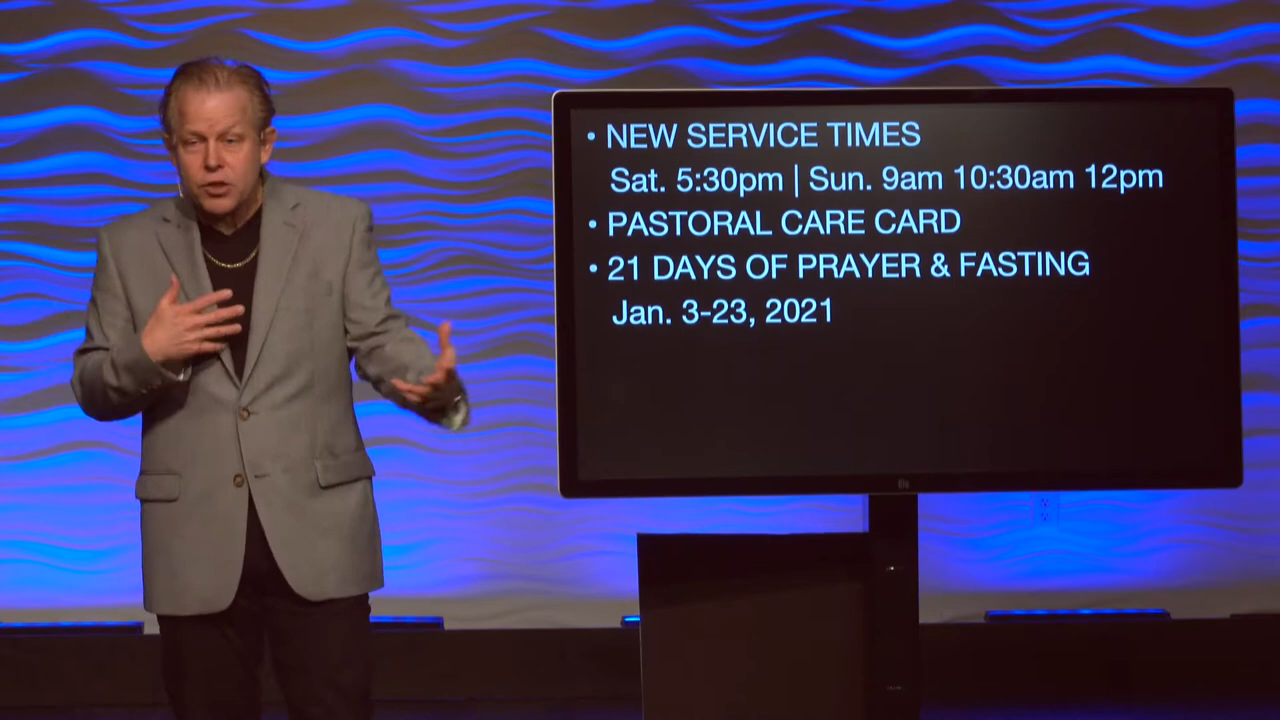 • NEW SERVICE TIMES
Sat. 5:30pm | Sun. 9am 10:30am 12pm
• PASTORAL CARE CARD
• 21 DAYS OF PRAYER & FASTING
Jan. 3-23, 2021